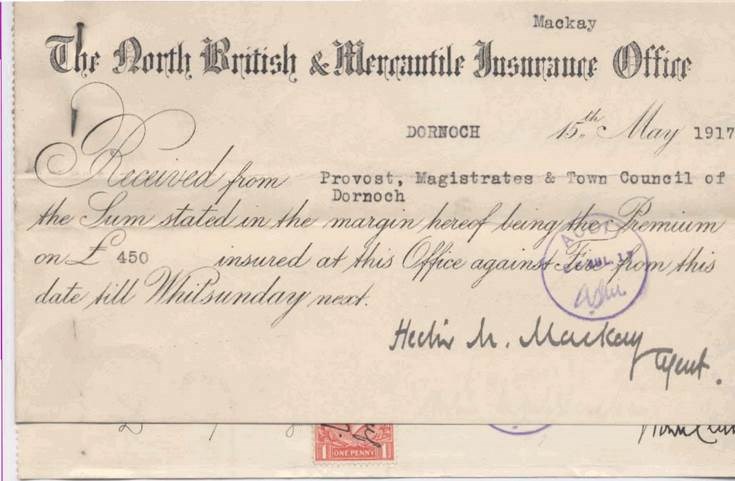 Mackay
The North British & Mercantile Insurance Office
DORNOCH 15th May 1917
Received from Provost, Magistrates & Town Council of
Dornoch
the Sum stated in the margin hereof being the Premium
on £ 450 insured at this Office against Fire from this
date till Whitsunday next.
Hector M. Mackay
Agent.
1 ONE PENNY 1